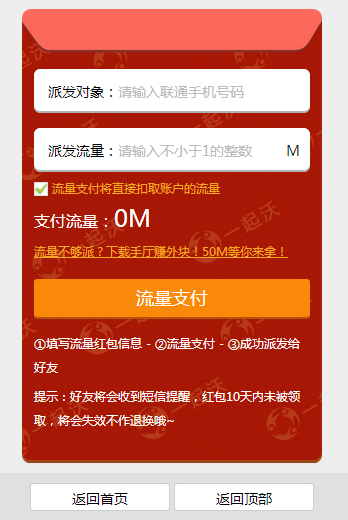 派发对象：请输入联通手机号码
派发流量：请输入不小于1的整数 M
流量支付将直接扣取账户的流量
支付流量：0M
流量不够派？下载手厅赚外块！50M等你来拿！
流量支付
①填写流量红包信息 - ②流量支付 - ③成功派发给
好友
提示：好友将会收到短信提醒，红包10天内未被领
取，将会失效不作退换哦~
一起沃
返回首页 返回顶部